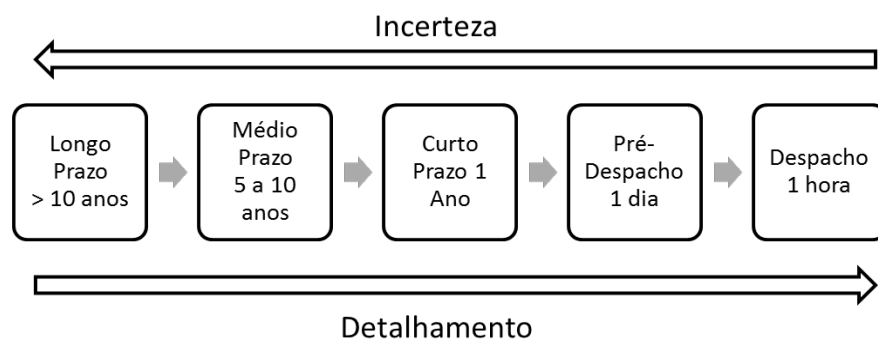 Incerteza
Longo
Prazo
> 10 anos
Médio
Prazo
5 a 10
anos
Curto
Prazo 1
Ano
Pré-
Despacho
1 dia
Despacho
1 hora
Detalhamento